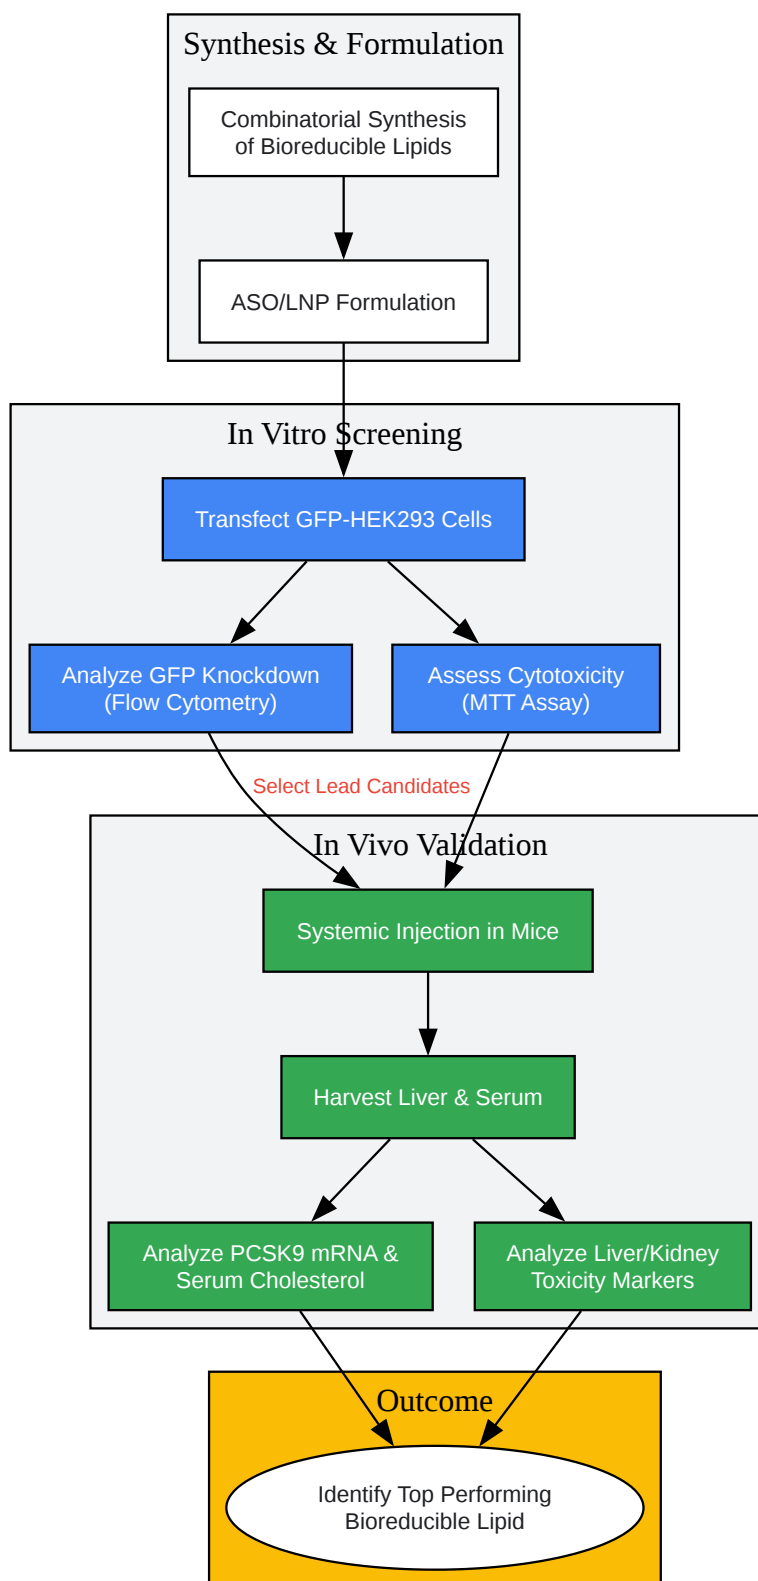 Synthesis & Formulation
Combinatorial Synthesis
of Bioreducible Lipids
ASO/LNP Formulation
In Vitro Screening
Transfect GFP-HEK293 Cells
Analyze GFP Knockdown
(Flow Cytometry)
Assess Cytotoxicity
(MTT Assay)
Select Lead Candidates
In Vivo Validation
Systemic Injection in Mice
Harvest Liver & Serum
Analyze PCSK9 mRNA &
Serum Cholesterol
Analyze Liver/Kidney
Toxicity Markers
Outcome
Identify Top Performing
Bioreducible Lipid